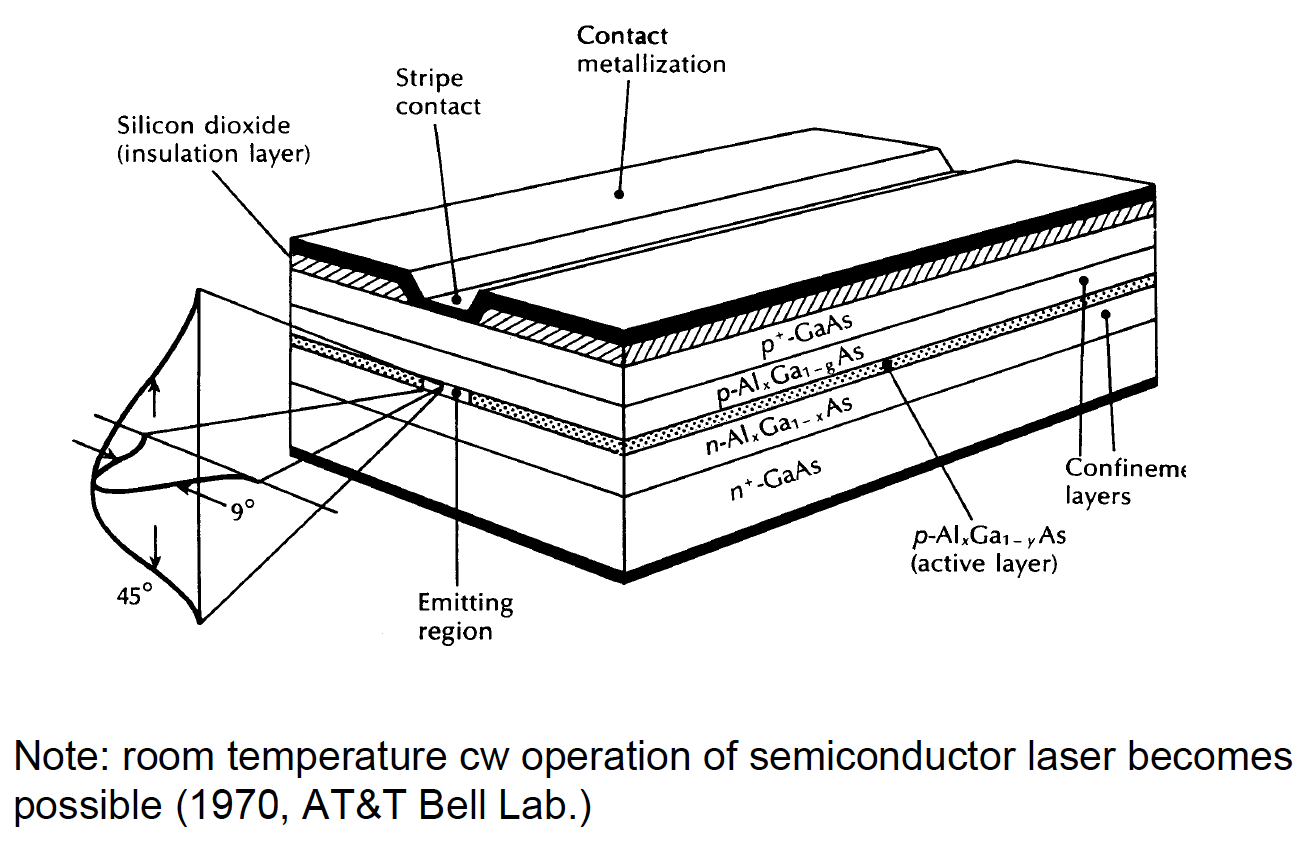 Contact
metallization
Stripe
contact
Silicon dioxide
(insulation layer)
p⁺-GaAs
p-AlₓGa₁₋gAs
n-AlₓGa₁₋ₓAs
n⁺-GaAs
Confineme
layers
p-AlₓGa₁₋yAs
(active layer)
9°
45°
Emitting
region
Note: room temperature cw operation of semiconductor laser becomes
possible (1970, AT&T Bell Lab.)